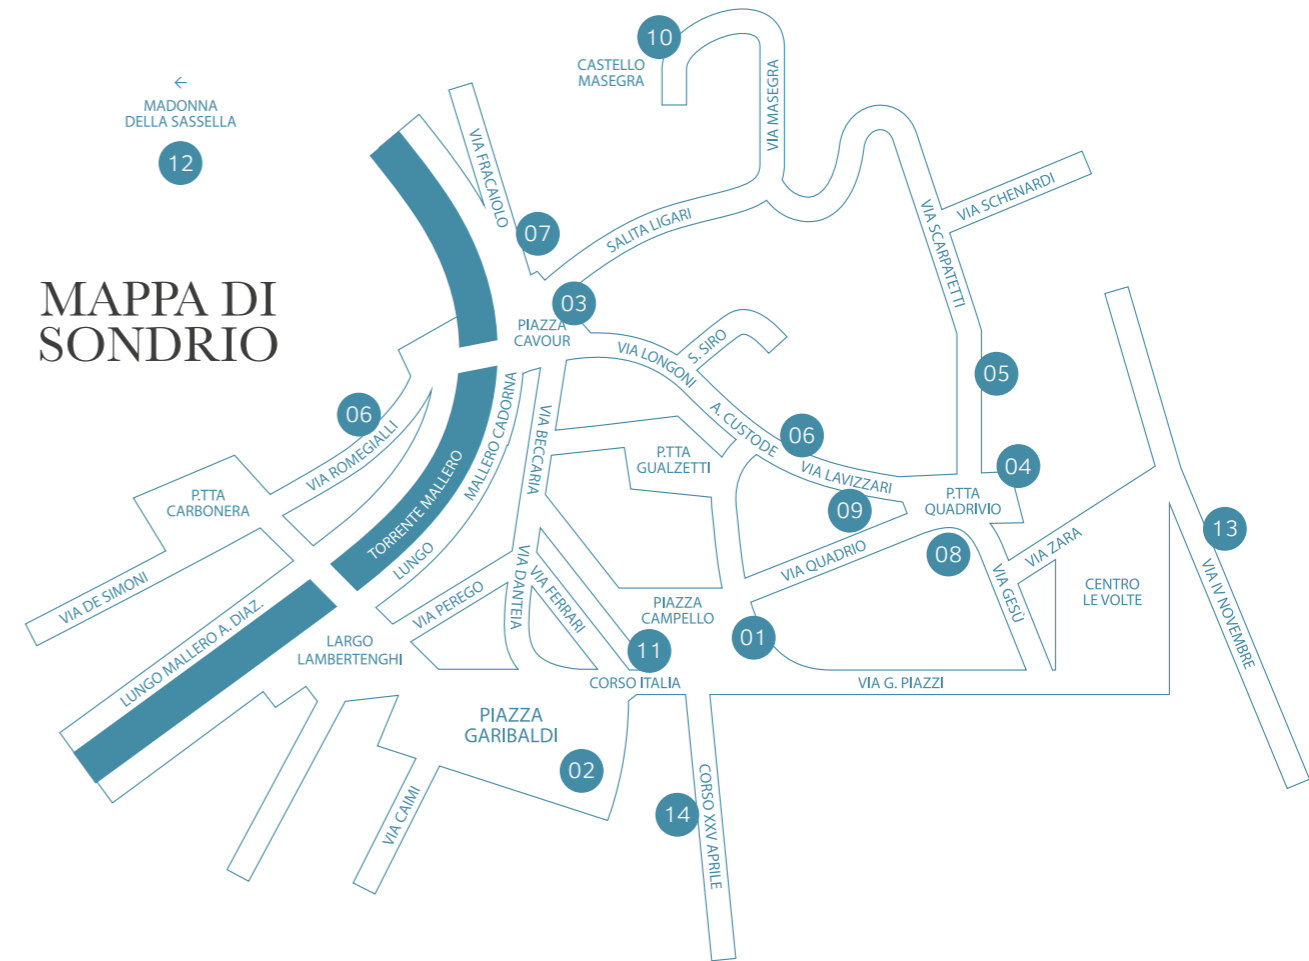 10
CASTELLO
MASEGRA
←
MADONNA
DELLA SASSELLA
12
MAPPA DI
SONDRIO
VIA FRACAIOLO
07
SALITA LIGARI
VIA MASEGRA
VIA SCARPATETTI
VIA SCHENARDI
03
PIAZZA
CAVOUR
VIA LONGONI
S. SIRO
05
06
VIA ROMEGIALLI
MALLERO CADORNA
LUNGO
VIA BECCARIA
A. CUSTODE
06
VIA LAVIZZARI
P.TTA
GUALZETTI
04
P.TTA
QUADRIVIO
09
08
P.TTA
CARBONERA
TORRENTE MALLERO
VIA QUADRIO
VIA ZARA
13
VIA DE SIMONI
VIA PEREGO
VIA DANTEIA
VIA FERRARI
PIAZZA
CAMPELLO
01
VIA GESÙ
CENTRO
LE VOLTE
VIA IV NOVEMBRE
LUNGO MALLERO A. DIAZ.
LARGO
LAMBERTENGHI
11
CORSO ITALIA
VIA G. PIAZZI
PIAZZA
GARIBALDI
02
VIA CAIMI
14
CORSO XXV APRILE